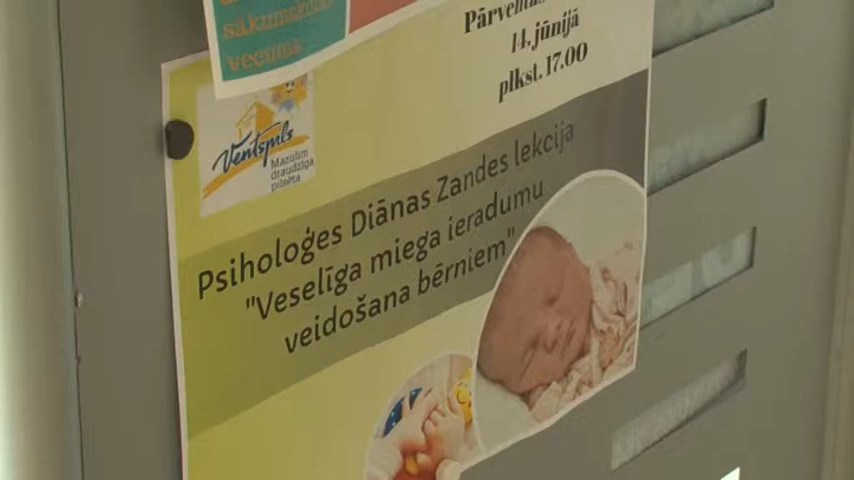 sākumskolas
vecums
14. jūnijā
plkst. 17.00
Ventspils
Mazuļim
draudzīga
pilsēta
Psiholoģes Diānas Zandes lekcija
"Veselīga miega ieradumu
veidošana bērniem"